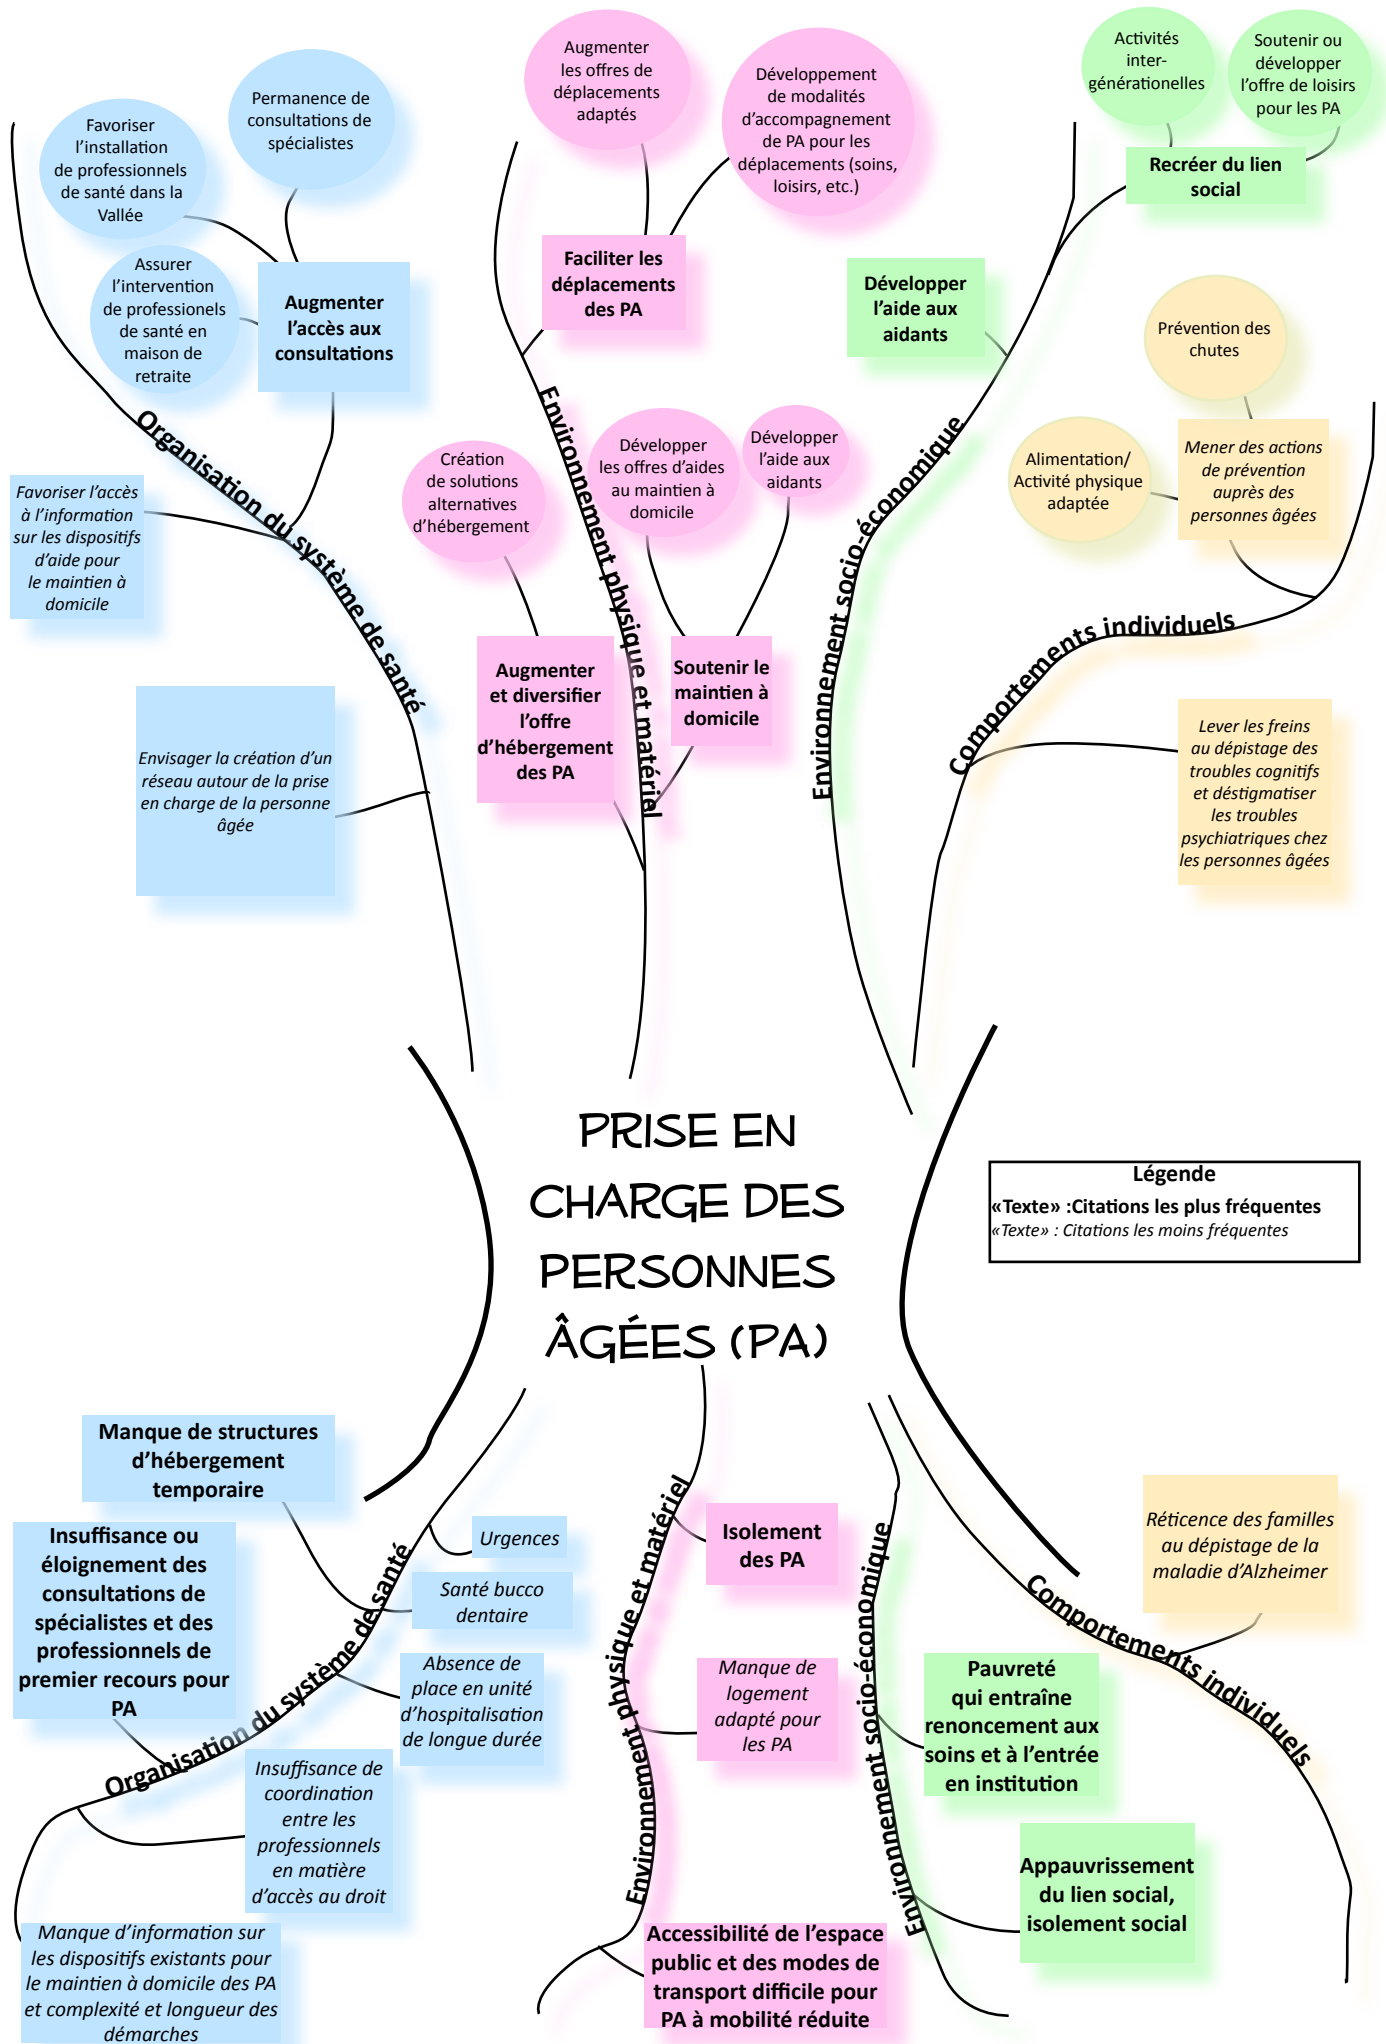 Favoriser
l'installation
de professionnels
de santé dans la
Vallée
Permanence de
consultations de
spécialistes
Assurer
l'intervention
de professionels
de santé en
maison de
retraite
Augmenter
l'accès aux
consultations
Favoriser l'accès
à l'information
sur les dispositifs
d'aide pour
le maintien à
domicile
Envisager la création d'un
réseau autour de la prise
en charge de la personne
âgée
Organisation du système de santé
Augmenter
les offres de
déplacements
adaptés
Développement
de modalités
d'accompagnement
de PA pour les
déplacements (soins,
loisirs, etc.)
Faciliter les
déplacements
des PA
Création
de solutions
alternatives
d'hébergement
Développer
les offres d'aides
au maintien à
domicile
Développer
l'aide aux
aidants
Augmenter
et diversifier
l'offre
d'hébergement
des PA
Soutenir le
maintien à
domicile
Environnement physique et matériel
Activités
inter-
générationelles
Soutenir ou
développer
l'offre de loisirs
pour les PA
Recréer du lien
social
Développer
l'aide aux
aidants
Environnement socio-économique
Prévention des
chutes
Alimentation/
Activité physique
adaptée
Mener des actions
de prévention
auprès des
personnes âgées
Comportements individuels
Lever les freins
au dépistage des
troubles cognitifs
et déstigmatiser
les troubles
psychiatriques chez
les personnes âgées
PRISE EN
CHARGE DES
PERSONNES
ÂGÉES (PA)
Légende
«Texte» :Citations les plus fréquentes
«Texte» : Citations les moins fréquentes
Manque de structures
d'hébergement
temporaire
Insuffisance ou
éloignement des
consultations de
spécialistes et des
professionnels de
premier recours pour
PA
Urgences
Santé bucco
dentaire
Absence de
place en unité
d'hospitalisation
de longue durée
Insuffisance de
coordination
entre les
professionnels
en matière
d'accès au droit
Manque d'information sur
les dispositifs existants pour
le maintien à domicile des PA
et complexité et longueur des
démarches
Organisation du système de santé
Isolement
des PA
Manque de
logement
adapté pour
les PA
Accessibilité de l'espace
public et des modes de
transport difficile pour
PA à mobilité réduite
Environnement physique et matériel
Pauvreté
qui entraîne
renoncement aux
soins et à l'entrée
en institution
Appauvrissement
du lien social,
isolement social
Environnement socio-économique
Réticence des familles
au dépistage de la
maladie d'Alzheimer
Comportements individuels